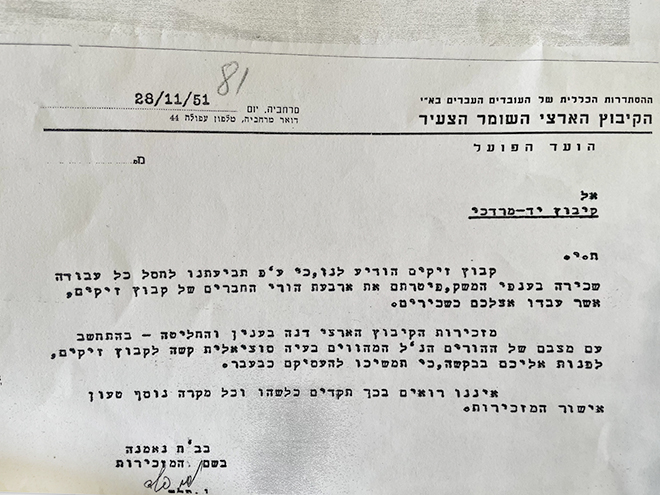 81
ההסתדרות הכללית של העובדים העברים בא"י
הקיבוץ הארצי השומר הצעיר
הועד הפועל
מרחביה, יום 28/11/51
דואר מרחביה, טלפון עפולה 44
מס.
אל
קיבוץ יד-מרדכי
ח.י.
קבוץ זיקים הודיע לנו,כי ע"פ תביעתנו לחסל כל עבודה
שכירה בענפי המשק,פיטרתם את ארבעת הורי החברים של קבוץ זיקים,
אשר עבדו אצלכם כשכירים.
מזכירות הקיבוץ הארצי דנה בענין והחליטה - בהתחשב
עם מצבם של ההורים הנ"ל המהווים בעיה סוציאלית קשה לקבוץ זיקים,
לפנות אליכם בבקשה,כי תמשיכו להעסיקם כבעבר.
איננו רואים בכך תקדים כלשהו וכל מקרה נוסף טעון
אישור המזכירות.
בב"ח נאמנה
בשם המזכירות